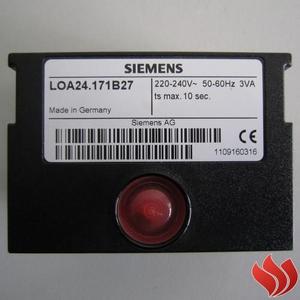 SIEMENS
LOA24.171B27
220-240V~ 50-60Hz 3VA
ts max. 10 sec.
Made in Germany
Siemens AG
CE
1109160316